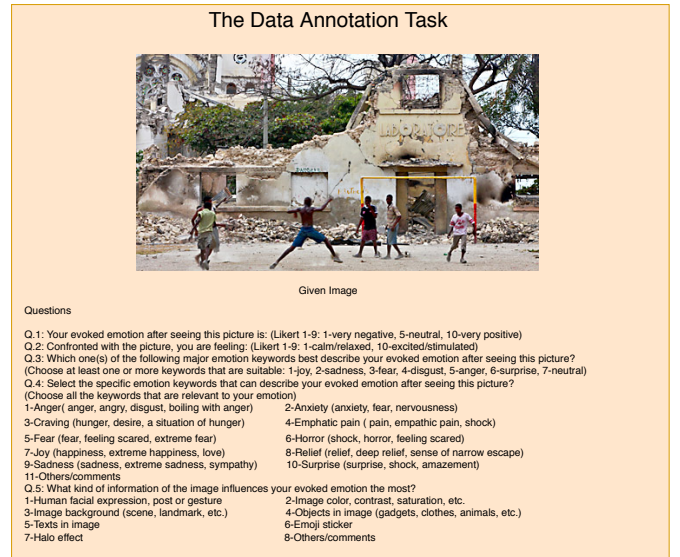 The Data Annotation Task
LABORATOIRE
Given Image
Questions
Q.1: Your evoked emotion after seeing this picture is: (Likert 1-9: 1-very negative, 5-neutral, 10-very positive)
Q.2: Confronted with the picture, you are feeling: (Likert 1-9: 1-calm/relaxed, 10-excited/stimulated)
Q.3: Which one(s) of the following major emotion keywords best describe your evoked emotion after seeing this picture?
(Choose at least one or more keywords that are suitable: 1-joy, 2-sadness, 3-fear, 4-disgust, 5-anger, 6-surprise, 7-neutral)
Q.4: Select the specific emotion keywords that can describe your evoked emotion after seeing this picture?
(Choose all the keywords that are relevant to your emotion)
1-Anger( anger, angry, disgust, boiling with anger) 2-Anxiety (anxiety, fear, nervousness)
3-Craving (hunger, desire, a situation of hunger) 4-Emphatic pain ( pain, empathic pain, shock)
5-Fear (fear, feeling scared, extreme fear) 6-Horror (shock, horror, feeling scared)
7-Joy (happiness, extreme happiness, love) 8-Relief (relief, deep relief, sense of narrow escape)
9-Sadness (sadness, extreme sadness, sympathy) 10-Surprise (surprise, shock, amazement)
11-Others/comments
Q.5: What kind of information of the image influences your evoked emotion the most?
1-Human facial expression, post or gesture 2-Image color, contrast, saturation, etc.
3-Image background (scene, landmark, etc.) 4-Objects in image (gadgets, clothes, animals, etc.)
5-Texts in image 6-Emoji sticker
7-Halo effect 8-Others/comments